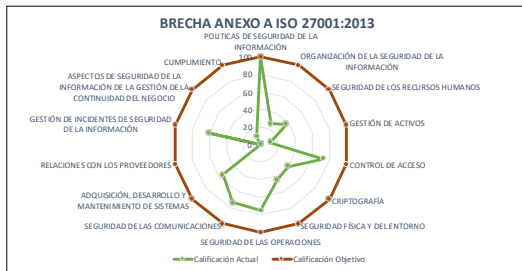 BRECHA ANEXO A ISO 27001:2013
POLITICAS DE SEGURIDAD DE LA
INFORMACIÓN
ORGANIZACIÓN DE LA SEGURIDAD DE LA
INFORMACIÓN
SEGURIDAD DE LOS RECURSOS HUMANOS
GESTIÓN DE ACTIVOS
CONTROL DE ACCESO
CRIPTOGRAFÍA
SEGURIDAD FÍSICA Y DEL ENTORNO
SEGURIDAD DE LAS OPERACIONES
SEGURIDAD DE LAS COMUNICACIONES
ADQUISICIÓN, DESARROLLO Y
MANTENIMIENTO DE SISTEMAS
RELACIONES CON LOS PROVEEDORES
GESTIÓN DE INCIDENTES DE SEGURIDAD
DE LA INFORMACIÓN
ASPECTOS DE SEGURIDAD DE LA
INFORMACIÓN DE LA GESTIÓN DE LA
CONTINUIDAD DEL NEGOCIO
CUMPLIMIENTO
100
80
60
40
20
0
Calificación Actual
Calificación Objetivo